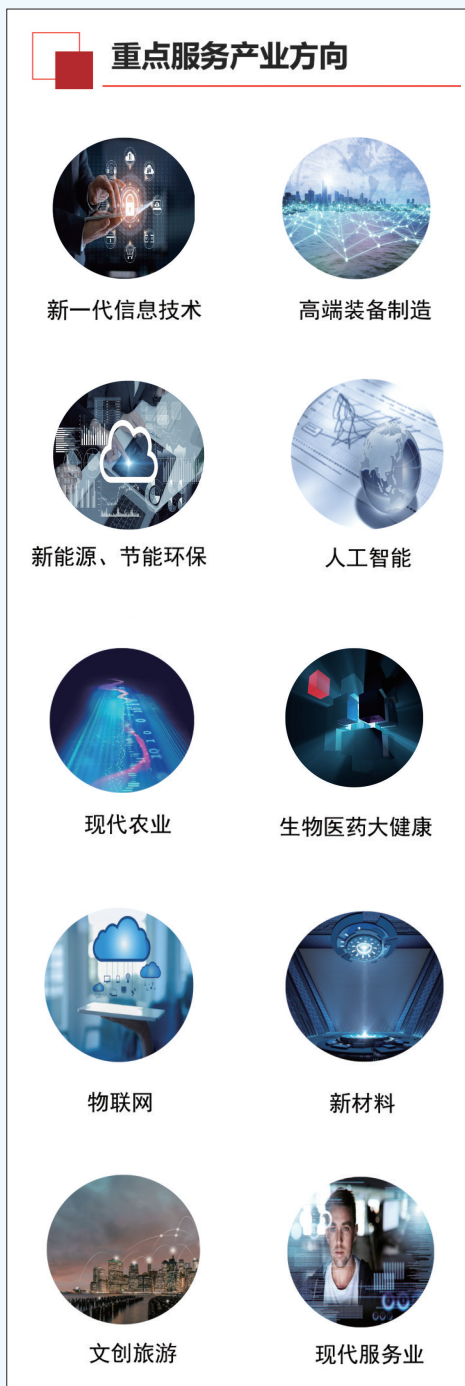 重点服务产业方向
新一代信息技术
高端装备制造
新能源、节能环保
人工智能
现代农业
生物医药大健康
物联网
新材料
文创旅游
现代服务业